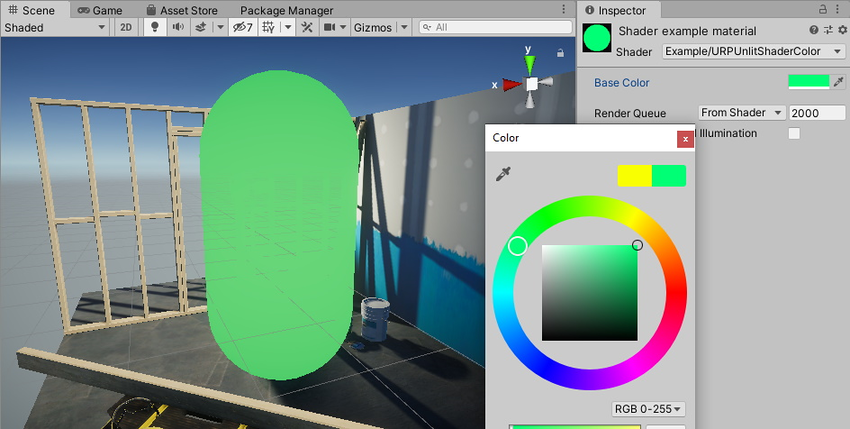 Scene Game Asset Store Package Manager
Shaded 2D 7 Gizmos All
y
x
Inspector
Shader example material
Shader Example/URPUnlitShaderColor
Base Color
Render Queue From Shader 2000
l Illumination
Color
x
RGB 0-255